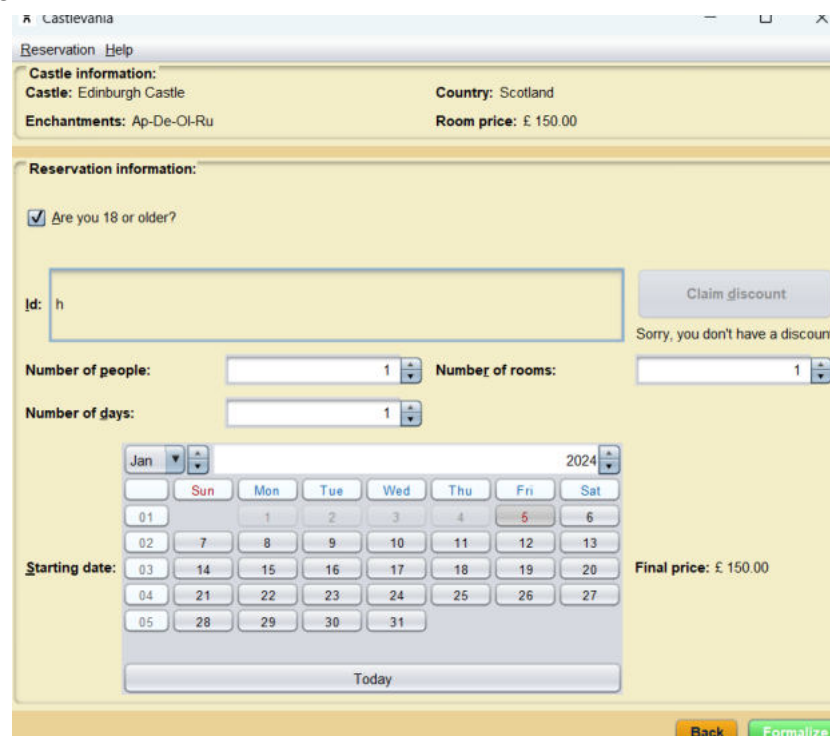 Castlevania
Reservation Help
Castle information:
Castle: Edinburgh Castle Country: Scotland
Enchantments: Ap-De-Ol-Ru Room price: £ 150.00
Reservation information:
Are you 18 or older?
Id: h Claim discount
Sorry, you don't have a discoun
Number of people: 1 Number of rooms: 1
Number of days: 1
Jan 2024
Sun Mon Tue Wed Thu Fri Sat
01 1 2 3 4 5 6
02 7 8 9 10 11 12 13
Starting date: 03 14 15 16 17 18 19 20 Final price: £ 150.00
04 21 22 23 24 25 26 27
05 28 29 30 31
Today
Back Formalize